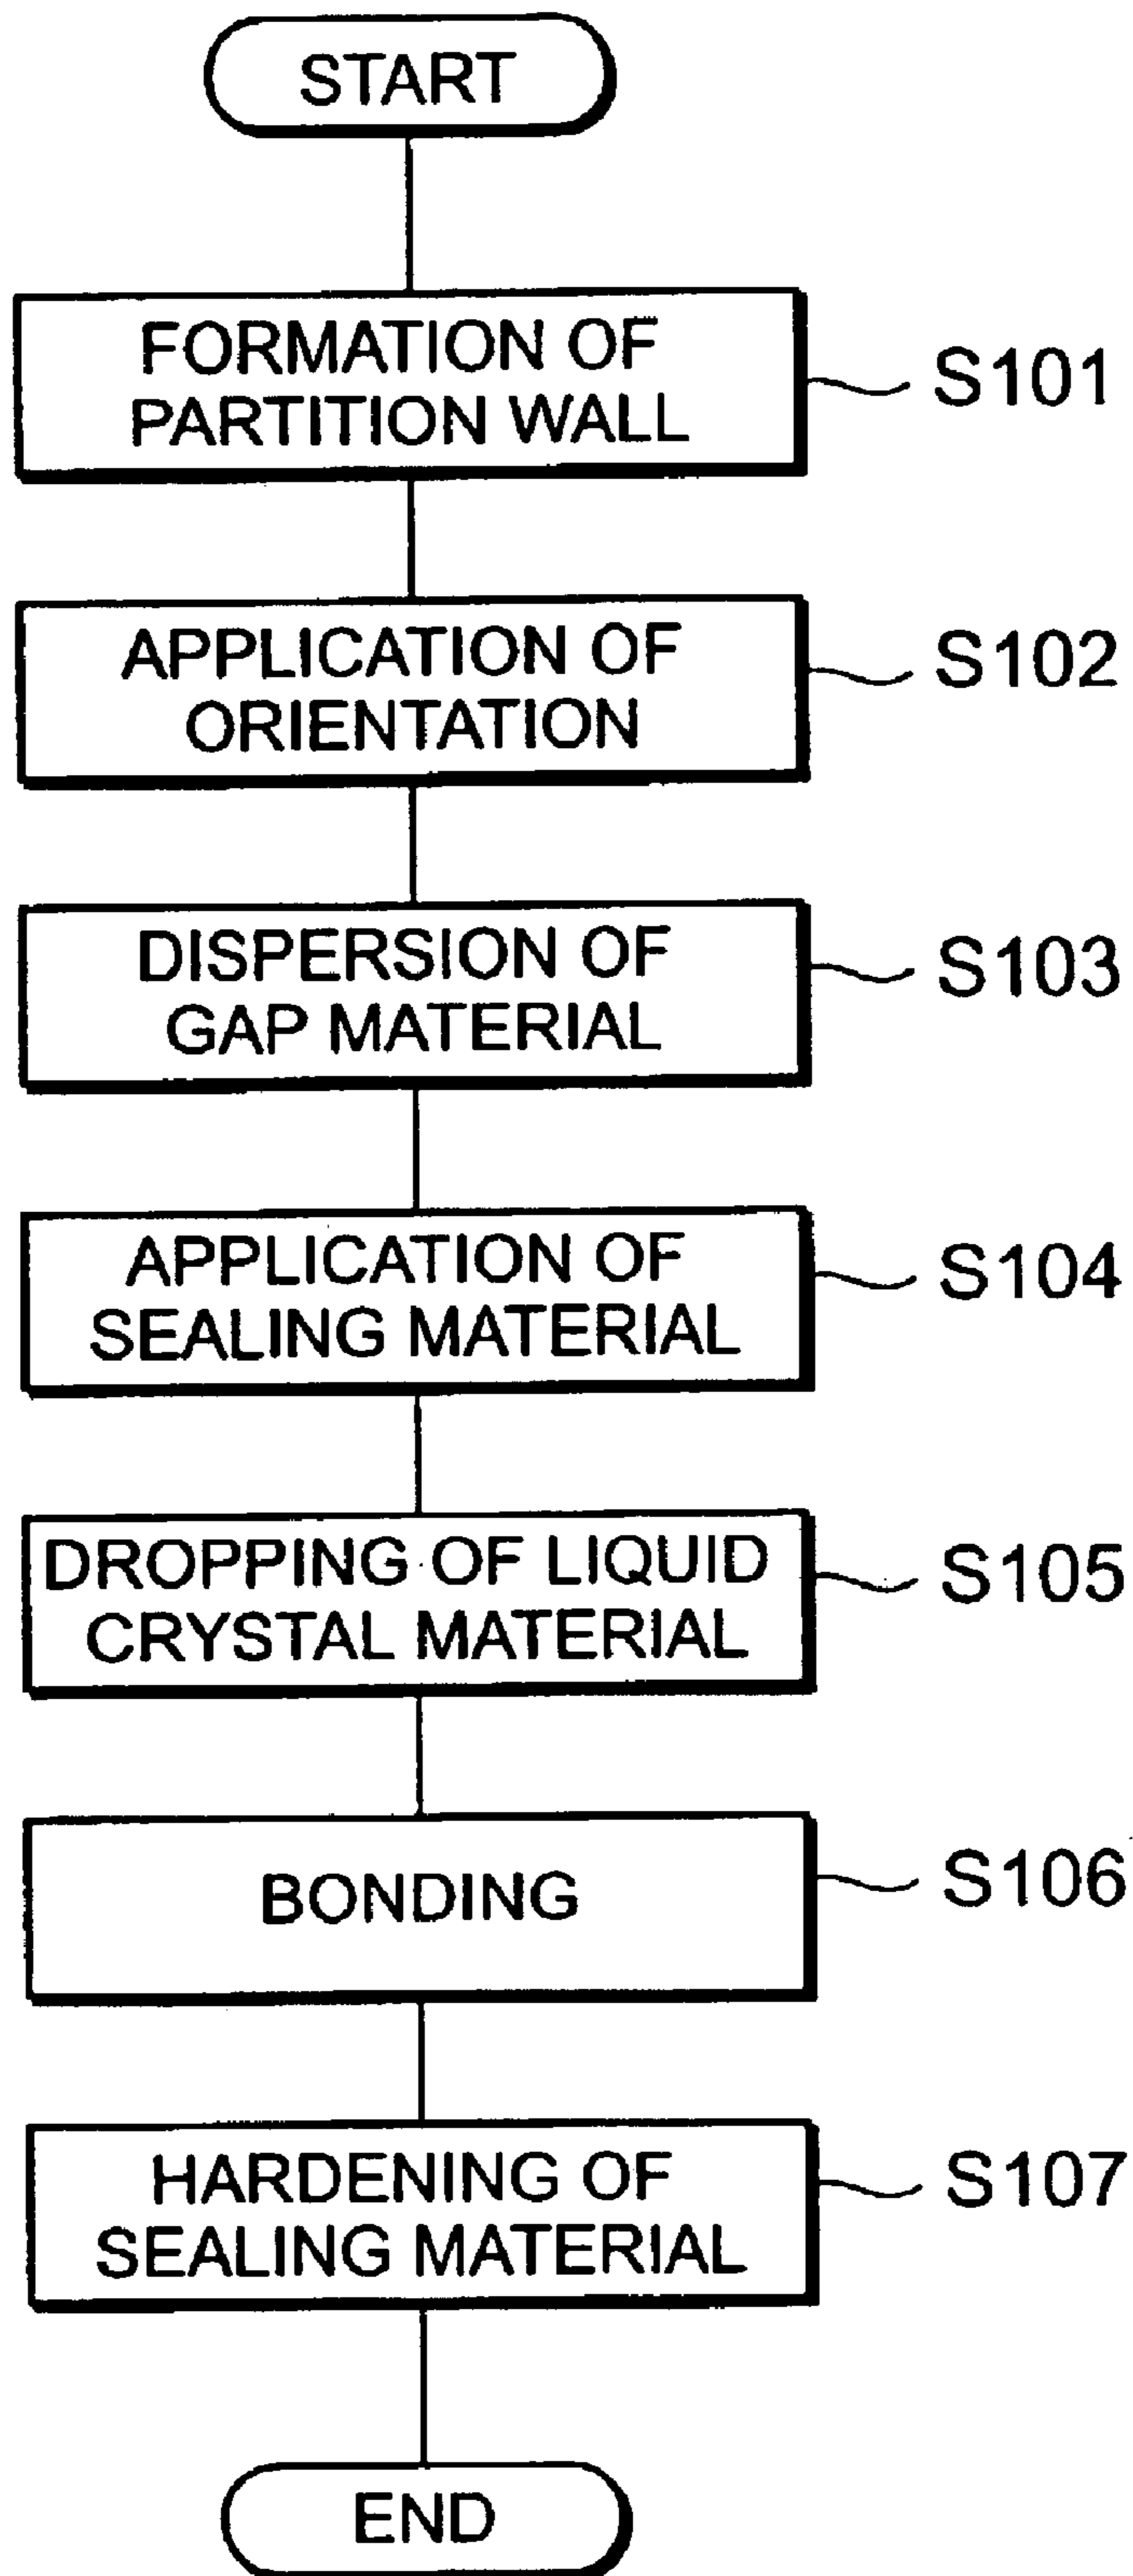 START
FORMATION OF
PARTITION WALL
S101
APPLICATION OF
ORIENTATION
S102
DISPERSION OF
GAP MATERIAL
S103
APPLICATION OF
SEALING MATERIAL
S104
DROPPING OF LIQUID
CRYSTAL MATERIAL
S105
BONDING
S106
HARDENING OF
SEALING MATERIAL
S107
END